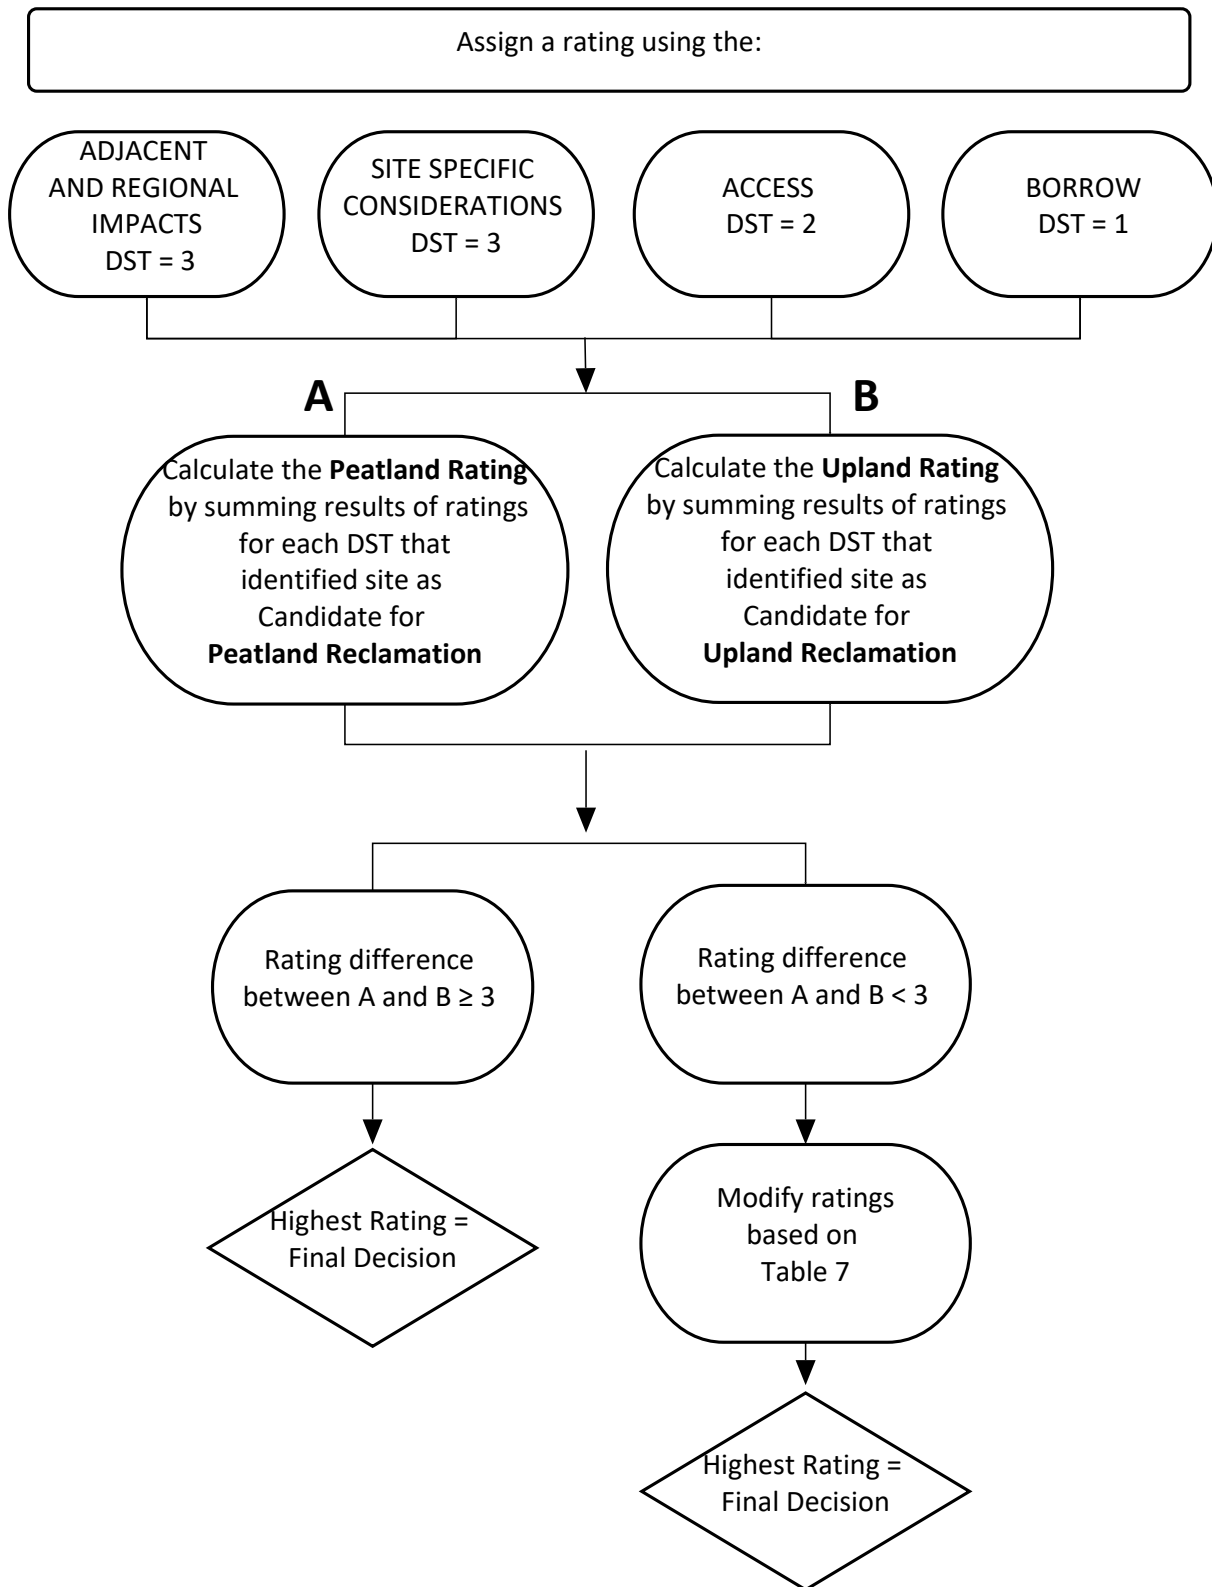 Assign a rating using the:
ADJACENT
AND REGIONAL
IMPACTS
DST = 3
SITE SPECIFIC
CONSIDERATIONS
DST = 3
ACCESS
DST = 2
BORROW
DST = 1
A
B
Calculate the Peatland Rating
by summing results of ratings
for each DST that
identified site as
Candidate for
Peatland Reclamation
Calculate the Upland Rating
by summing results of ratings
for each DST that
identified site as
Candidate for
Upland Reclamation
Rating difference
between A and B ≥ 3
Rating difference
between A and B < 3
Highest Rating =
Final Decision
Modify ratings
based on
Table 7
Highest Rating =
Final Decision